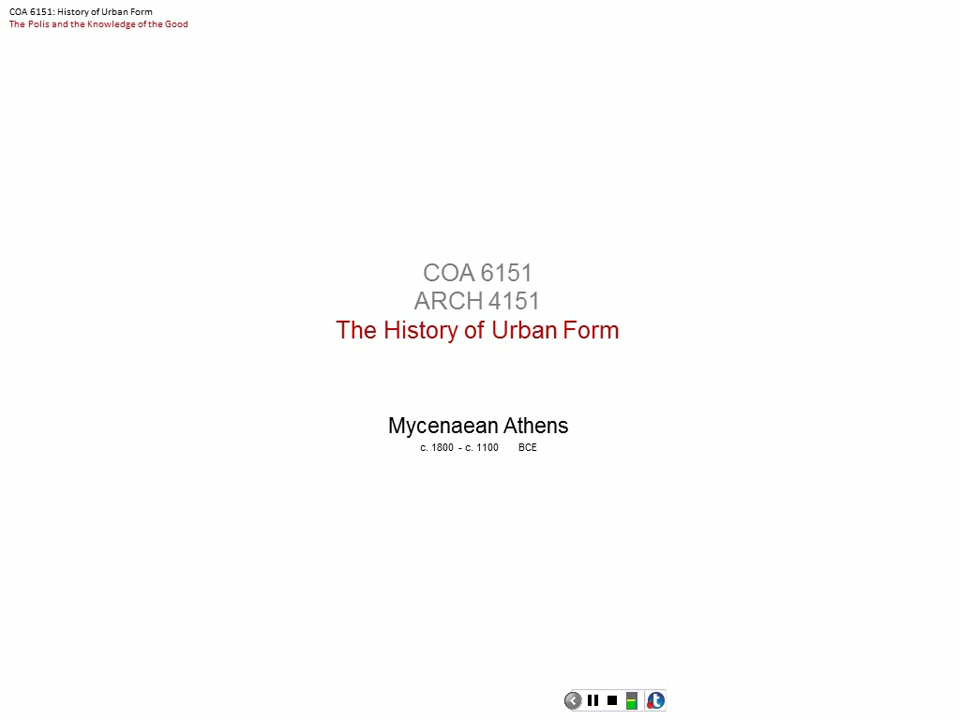 COA 6151: History of Urban Form
The Polis and the Knowledge of the Good
COA 6151
ARCH 4151
The History of Urban Form
Mycenaean Athens
c. 1800 - c. 1100 BCE
t